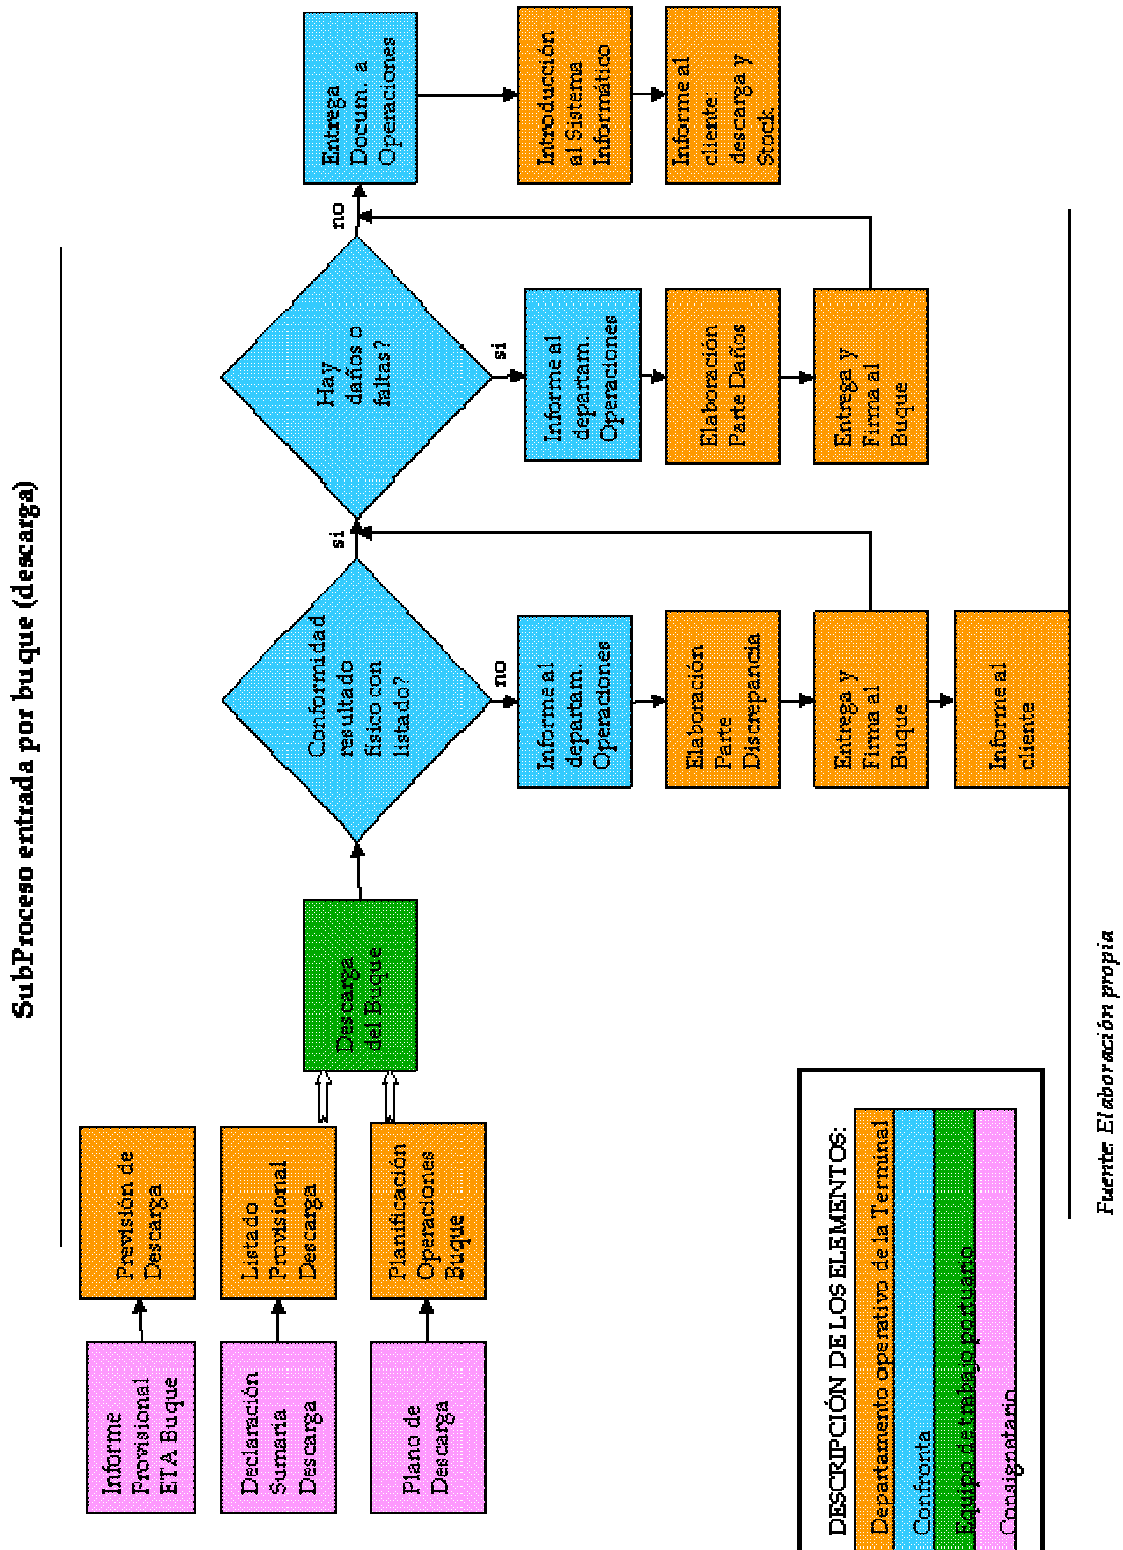 SubProceso entrada por buque (descarga)
Informe
Provisional
ETA Buque
Previsión de
Descarga
Declaración
Sumaria
Descarga
Listado
Provisional
Descarga
Plano de
Descarga
Planificación
Operaciones
Buque
Descarga
del Buque
Conformidad
resultado
físico con
listado?
si
no
Informe al
departam.
Operaciones
Elaboración
Parte
Discrepancia
Entrega y
Firma al
Buque
Informe al
cliente
Hay
daños o
faltas?
no
si
Informe al
departam.
Operaciones
Elaboración
Parte Daños
Entrega y
Firma al
Buque
Entrega
Docum. a
Operaciones
Introducción
al Sistema
Informático
Informe al
cliente:
descarga y
Stock.
DESCRIPCIÓN DE LOS ELEMENTOS:
Departamento operativo de la Terminal
Confronta
Equipo de trabajo portuario
Consignatario
Fuente: Elaboración propia